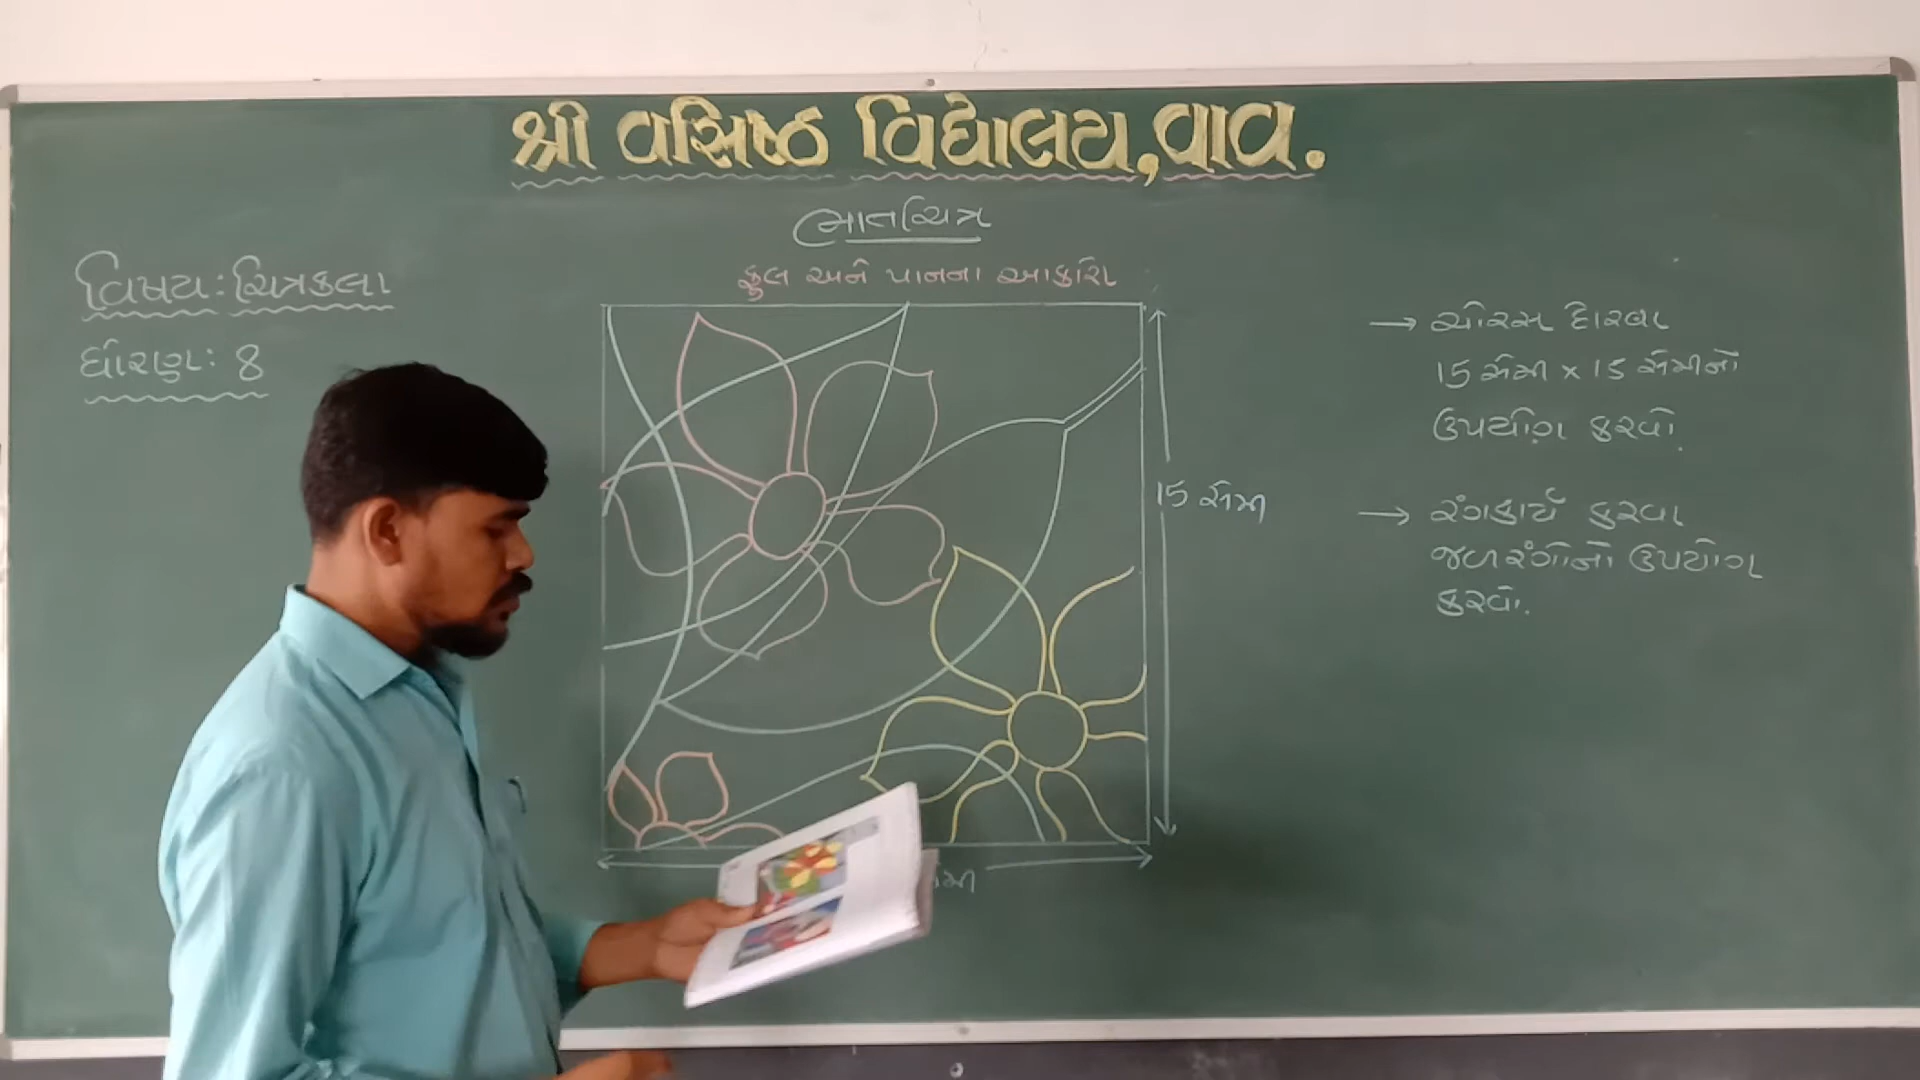 શ્રી વસિષ્ઠ વિદ્યાલય, વાવ.
ભાતચિત્ર
ફુલ અને પાનના આકારો
વિષય: ચિત્રકલા
ધોરણ: 8
15 સેમી
સેમી
→ ચોરસ દોરવા
15 સેમી × 15 સેમીનો
ઉપયોગ કરવો.
→ રંગકાર્ય કરવા
જળરંગોનો ઉપયોગ
કરવો.